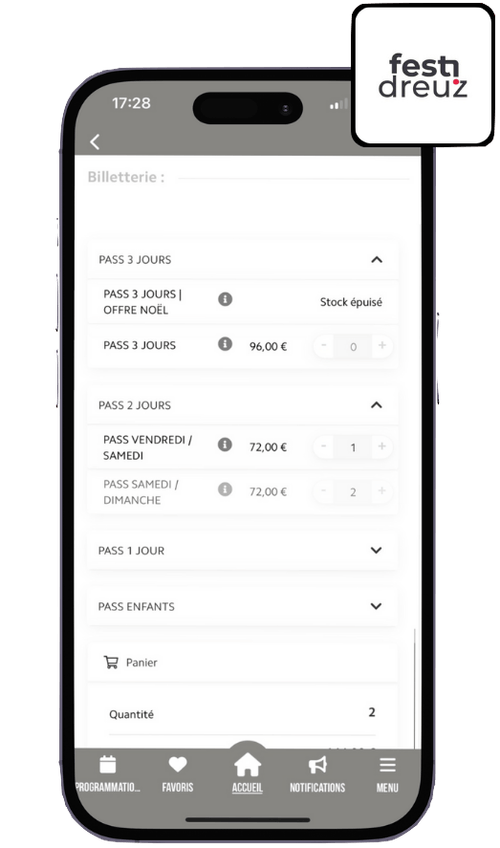 festi
dreuz
17:28
Billetterie :
PASS 3 JOURS
PASS 3 JOURS |
OFFRE NOËL
Stock épuisé
PASS 3 JOURS
96,00 €
- 0 +
PASS 2 JOURS
PASS VENDREDI /
SAMEDI
72,00 €
- 1 +
PASS SAMEDI /
DIMANCHE
72,00 €
- 2 +
PASS 1 JOUR
PASS ENFANTS
Panier
Quantité
2
PROGRAMMATIO...
FAVORIS
ACCUEIL
NOTIFICATIONS
MENU